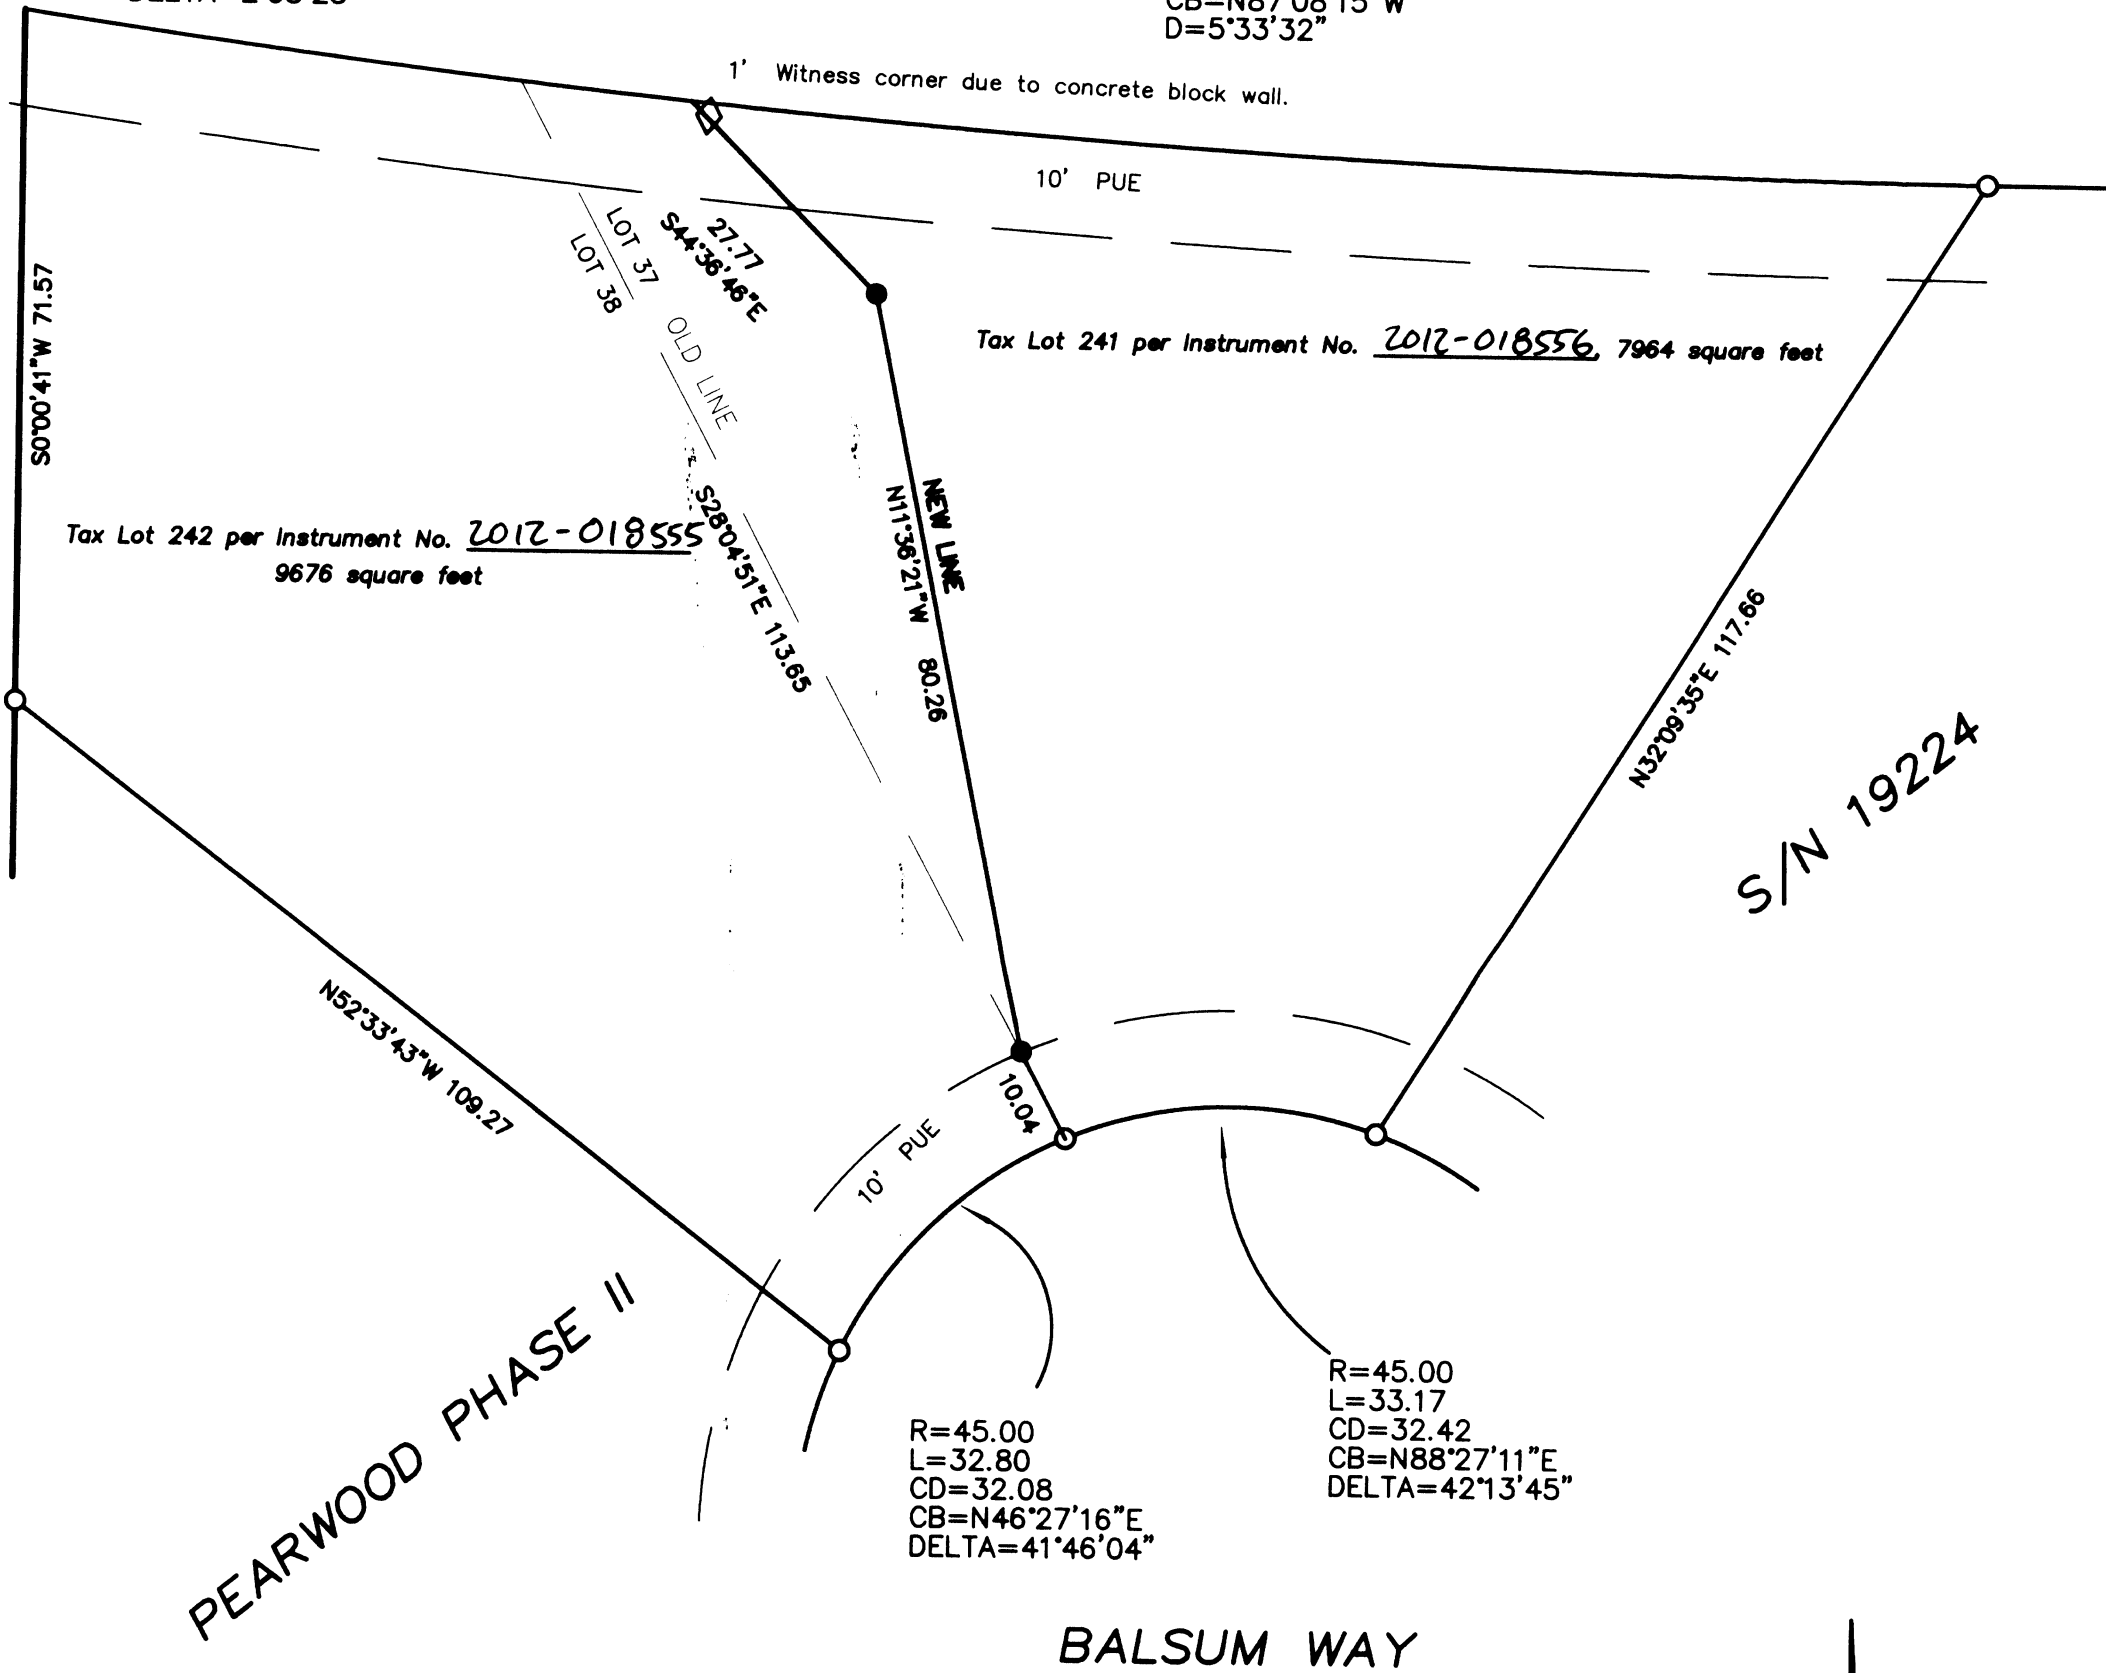 CB=N87°08'15"W
D=5°33'32"
1' Witness corner due to concrete block wall.
10' PUE
27.77
S44°36'46"E
LOT 37
LOT 38
OLD LINE
S0°00'41"W 71.57
Tax Lot 241 per Instrument No. 2012-018556, 7964 square feet
NEW LINE
N11°36'21"W 80.26
Tax Lot 242 per Instrument No. 2012-018555
9676 square feet
S28°04'51"E 113.65
N32°09'35"E 117.66
S/N 19224
N52°33'43"W 109.27
10.04
10' PUE
PEARWOOD PHASE II
R=45.00
L=32.80
CD=32.08
CB=N46°27'16"E
DELTA=41°46'04"
R=45.00
L=33.17
CD=32.42
CB=N88°27'11"E
DELTA=42°13'45"
BALSUM WAY